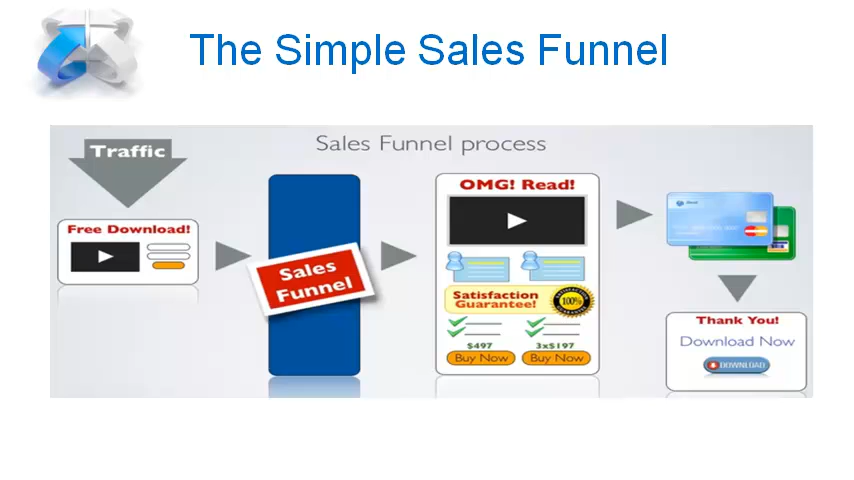 The Simple Sales Funnel
Sales Funnel process
Traffic
Free Download!
Sales
Funnel
OMG! Read!
Satisfaction
Guarantee!
100%
$497
3x$197
Buy Now
Buy Now
Thank You!
Download Now
DOWNLOAD